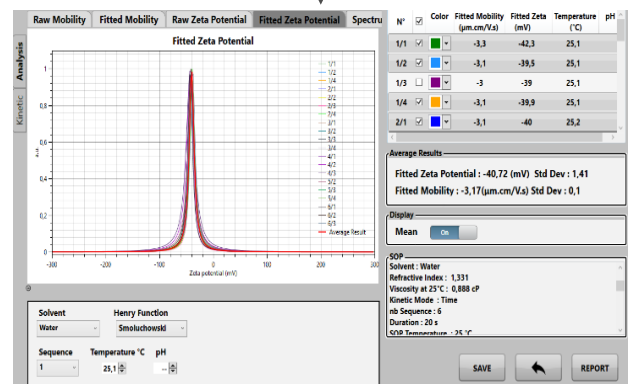 Raw Mobility Fitted Mobility Raw Zeta Potential Fitted Zeta Potential Spectru
Analysis
Kinetic
Fitted Zeta Potential
1
0,8
0,6
0,4
0,2
0
-300 -200 -100 0 100 200 300
Zeta potential (mV)
1/1
1/2
1/4
2/1
2/2
2/3
2/4
3/1
3/2
3/3
3/4
4/1
4/2
4/3
5/2
5/3
5/4
6/1
6/2
6/3
Average Result
Solvent Henry Function
Water Smoluchowski
Sequence Temperature °C pH
1 25,1 --
N° Color Fitted Mobility Fitted Zeta Temperature pH
(µm.cm/V.s) (mV) (°C)
1/1 -3,3 -42,3 25,1
1/2 -3,1 -39,5 25,1
1/3 -3 -39 25,1
1/4 -3,1 -39,9 25,1
2/1 -3,1 -40 25,2
Average Results
Fitted Zeta Potential : -40,72 (mV) Std Dev : 1,41
Fitted Mobility : -3,17(µm.cm/V.s) Std Dev : 0,1
Display
Mean On
SOP
Solvent : Water
Refractive Index : 1,331
Viscosity at 25°C : 0,888 cP
Kinetic Mode : Time
nb Sequence : 6
Duration : 20 s
SOP Temperature : 25 °C
SAVE REPORT